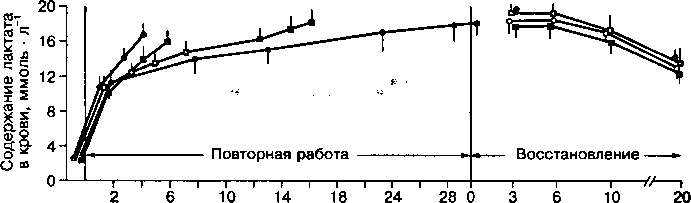 Содержание лактата
в крови, ммоль · л⁻¹
20
16
12
8
4
0
Повторная работа
Восстановление
2 6 10 14 18 24 28 0 3 6 10 20